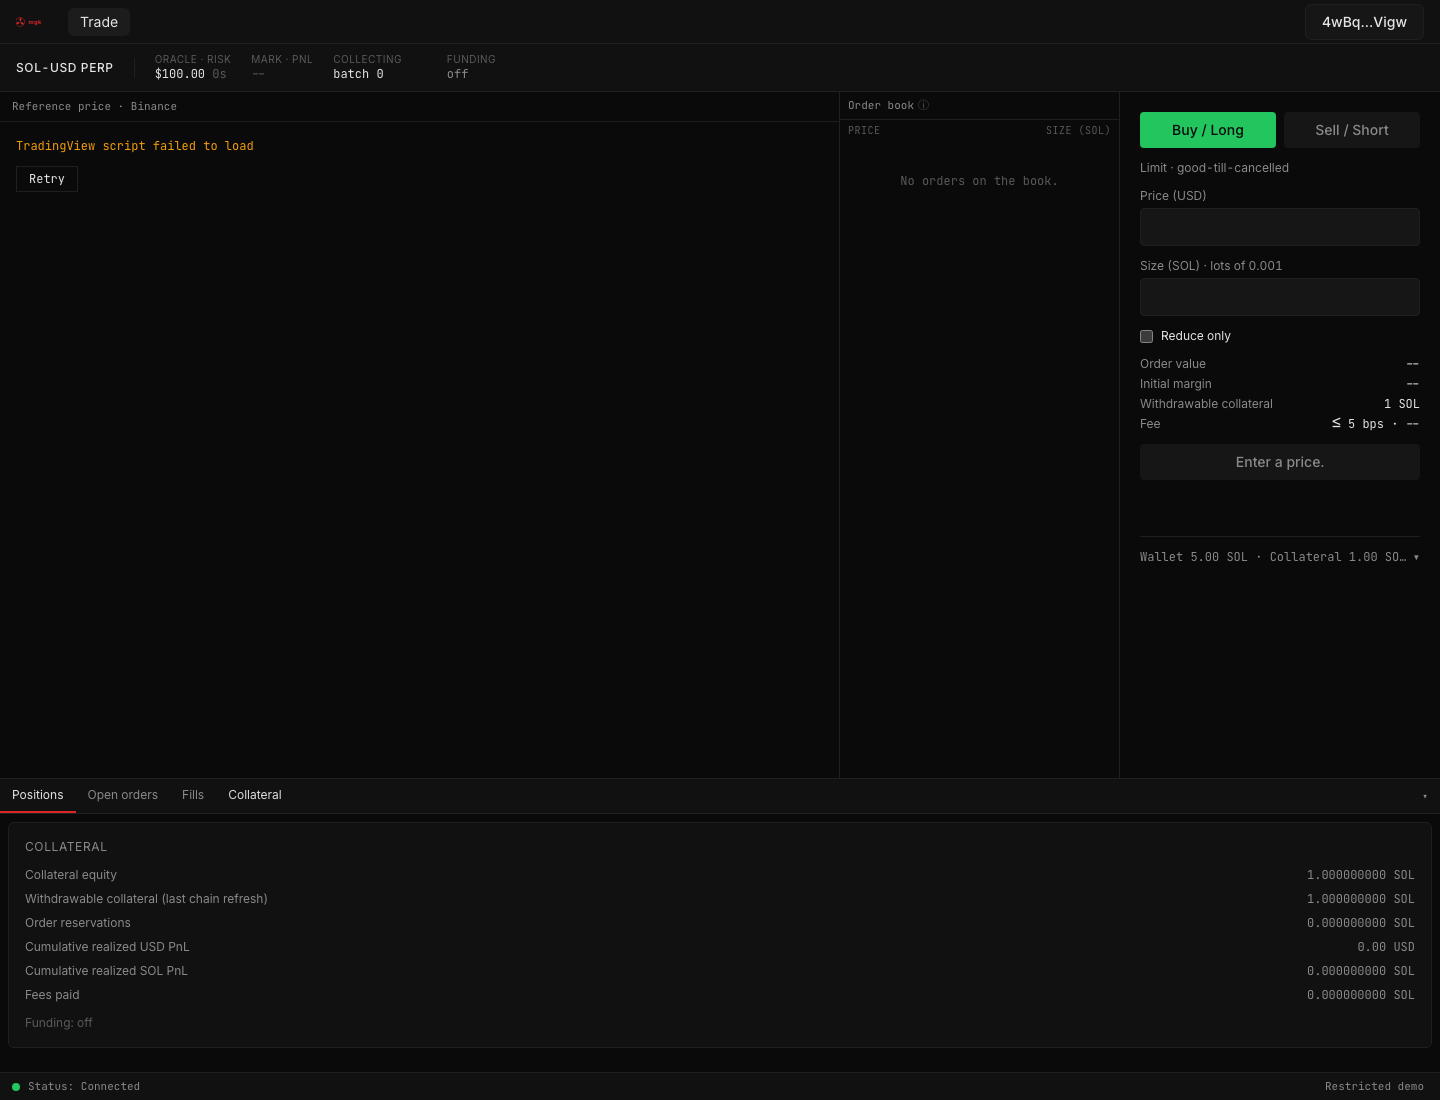 Trade
4wBq...Vigw
SOL-USD PERP
ORACLE · RISK
$100.00 0s
MARK · PNL
--
COLLECTING
batch 0
FUNDING
off
Reference price · Binance
TradingView script failed to load
Retry
Order book ⓘ
PRICE SIZE (SOL)
No orders on the book.
Buy / Long Sell / Short
Limit · good-till-cancelled
Price (USD)
Size (SOL) · lots of 0.001
Reduce only
Order value --
Initial margin --
Withdrawable collateral 1 SOL
Fee ≤ 5 bps · --
Enter a price.
Wallet 5.00 SOL · Collateral 1.00 SO… ▾
Positions Open orders Fills Collateral ▾
COLLATERAL
Collateral equity 1.000000000 SOL
Withdrawable collateral (last chain refresh) 1.000000000 SOL
Order reservations 0.000000000 SOL
Cumulative realized USD PnL 0.00 USD
Cumulative realized SOL PnL 0.000000000 SOL
Fees paid 0.000000000 SOL
Funding: off
Status: Connected Restricted demo